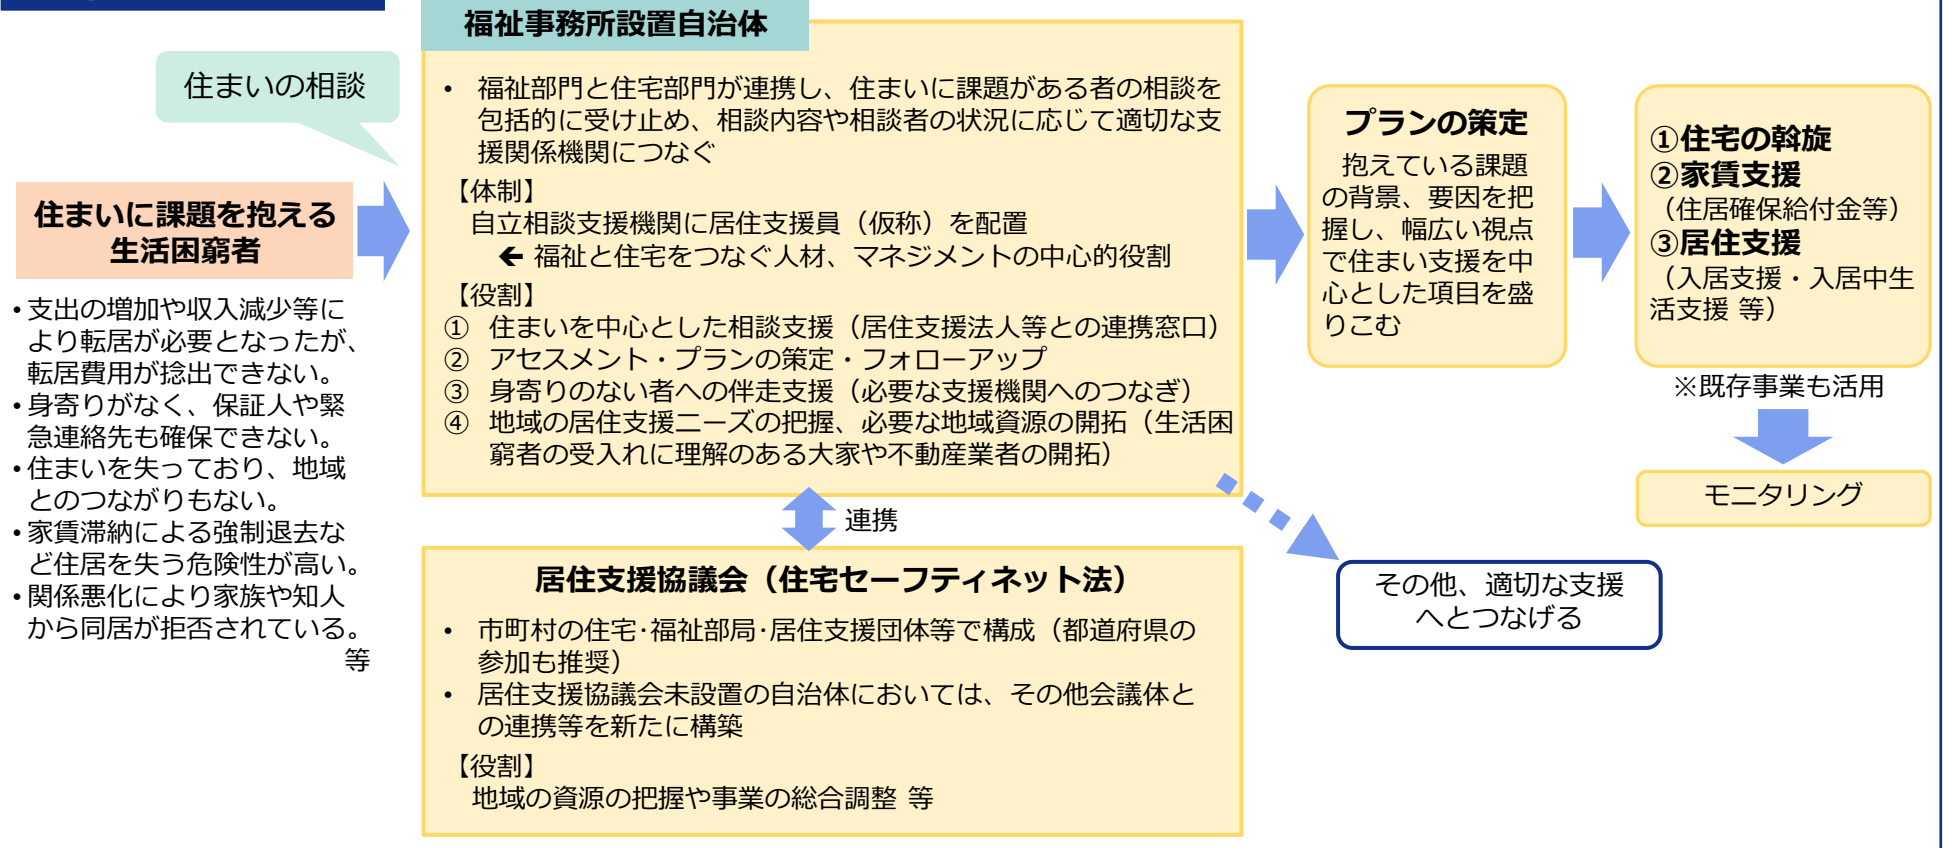 住まいの相談
住まいに課題を抱える
生活困窮者
•支出の増加や収入減少等に
より転居が必要となったが、
転居費用が捻出できない。
•身寄りがなく、保証人や緊
急連絡先も確保できない。
•住まいを失っており、地域
とのつながりもない。
•家賃滞納による強制退去な
ど住居を失う危険性が高い。
•関係悪化により家族や知人
から同居が拒否されている。
等
福祉事務所設置自治体
• 福祉部門と住宅部門が連携し、住まいに課題がある者の相談を
包括的に受け止め、相談内容や相談者の状況に応じて適切な支
援関係機関につなぐ
【体制】
自立相談支援機関に居住支援員（仮称）を配置
← 福祉と住宅をつなぐ人材、マネジメントの中心的役割
【役割】
① 住まいを中心とした相談支援（居住支援法人等との連携窓口）
② アセスメント・プランの策定・フォローアップ
③ 身寄りのない者への伴走支援（必要な支援機関へのつなぎ）
④ 地域の居住支援ニーズの把握、必要な地域資源の開拓（生活困
窮者の受入れに理解のある大家や不動産業者の開拓）
連携
居住支援協議会（住宅セーフティネット法）
• 市町村の住宅･福祉部局･居住支援団体等で構成（都道府県の
参加も推奨）
• 居住支援協議会未設置の自治体においては、その他会議体と
の連携等を新たに構築
【役割】
地域の資源の把握や事業の総合調整 等
プランの策定
抱えている課題
の背景、要因を把
握し、幅広い視点
で住まい支援を中
心とした項目を盛
りこむ
①住宅の斡旋
②家賃支援
（住居確保給付金等）
③居住支援
（入居支援・入居中生
活支援 等）
※既存事業も活用
モニタリング
その他、適切な支援
へとつなげる